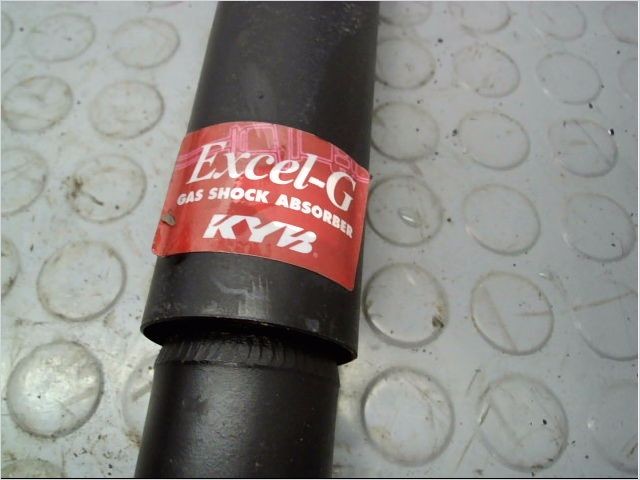 Excel-G
GAS SHOCK ABSORBER
KYB